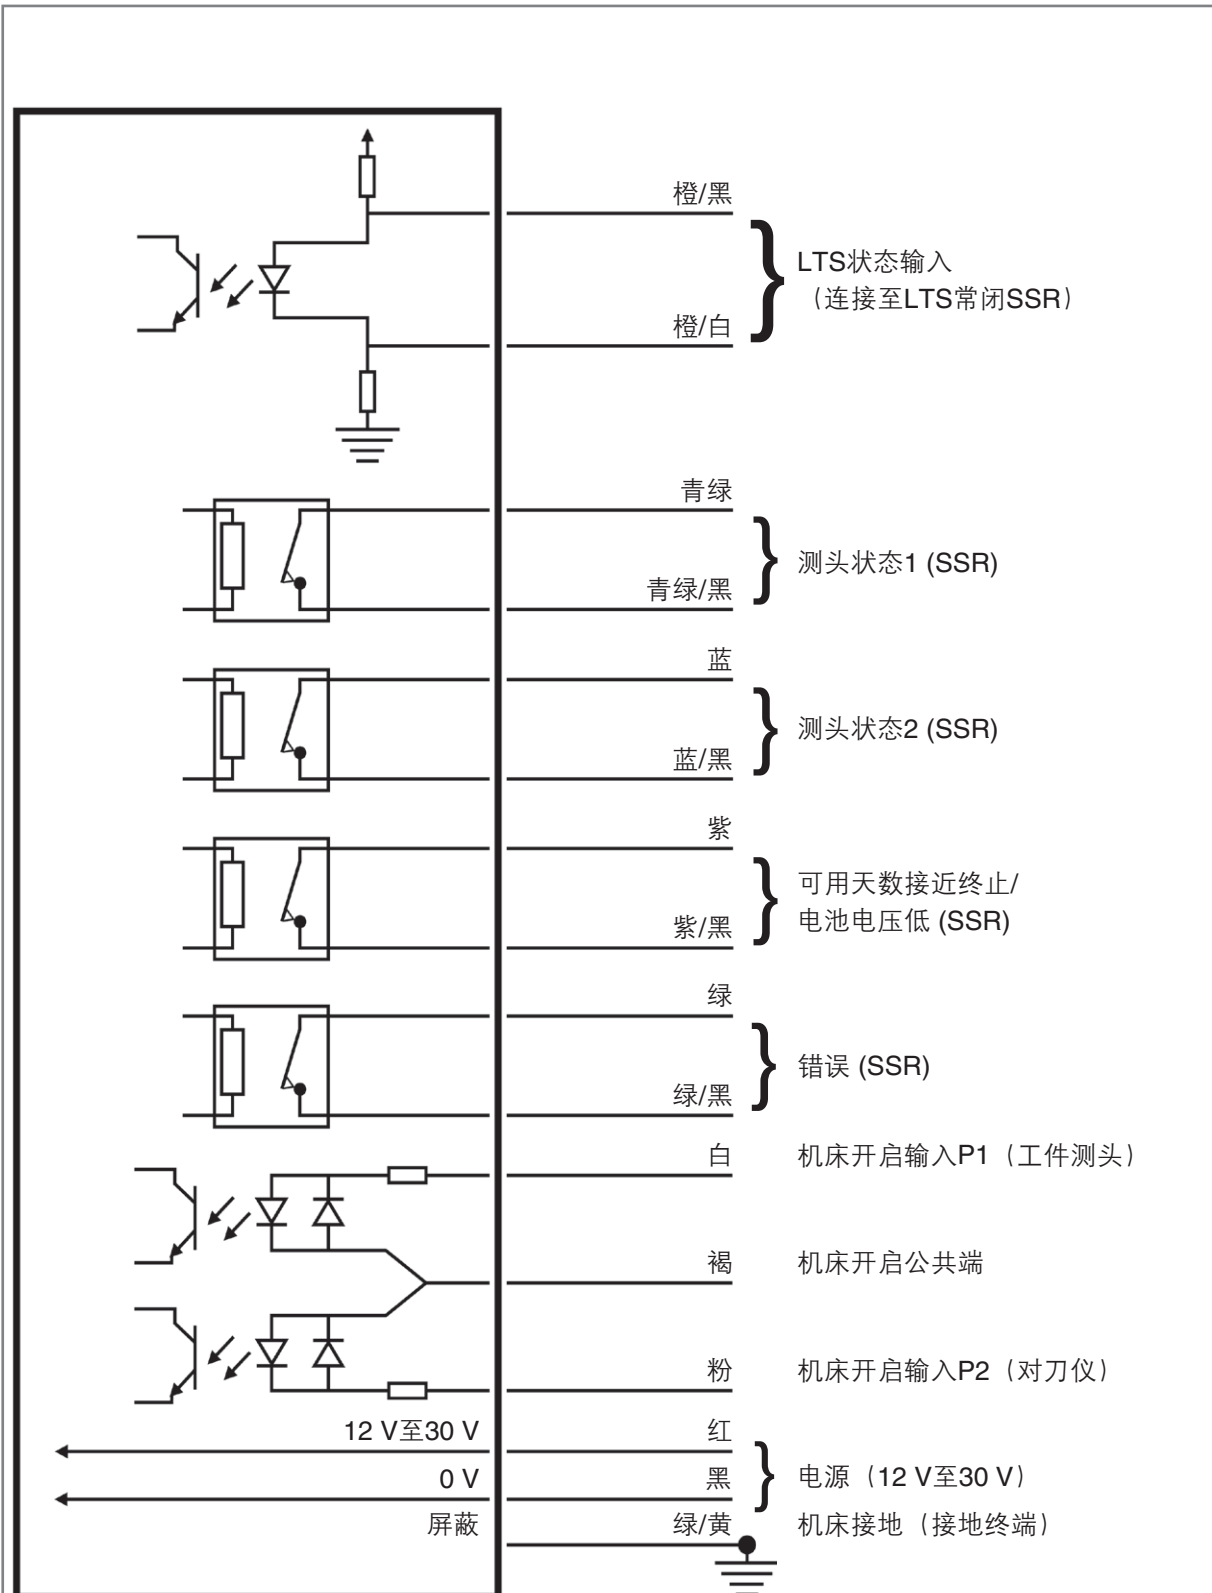 橙/黑
LTS状态输入
（连接至LTS常闭SSR）
橙/白
青绿
测头状态1 (SSR)
青绿/黑
蓝
测头状态2 (SSR)
蓝/黑
紫
可用天数接近终止/
电池电压低 (SSR)
紫/黑
绿
错误 (SSR)
绿/黑
白 机床开启输入P1（工件测头）
褐 机床开启公共端
粉 机床开启输入P2（对刀仪）
12 V至30 V 红
电源（12 V至30 V）
0 V 黑
屏蔽 绿/黄 机床接地（接地终端）